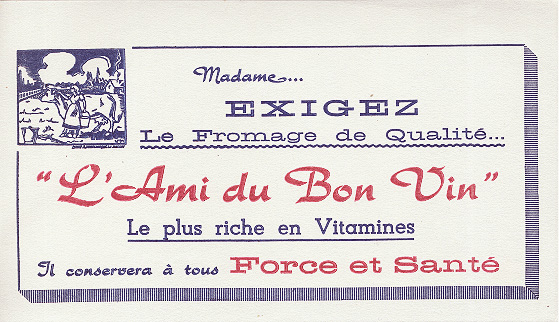 Madame...
EXIGEZ
Le Fromage de Qualité...
"L'Ami du Bon Vin"
Le plus riche en Vitamines
Il conservera à tous Force et Santé